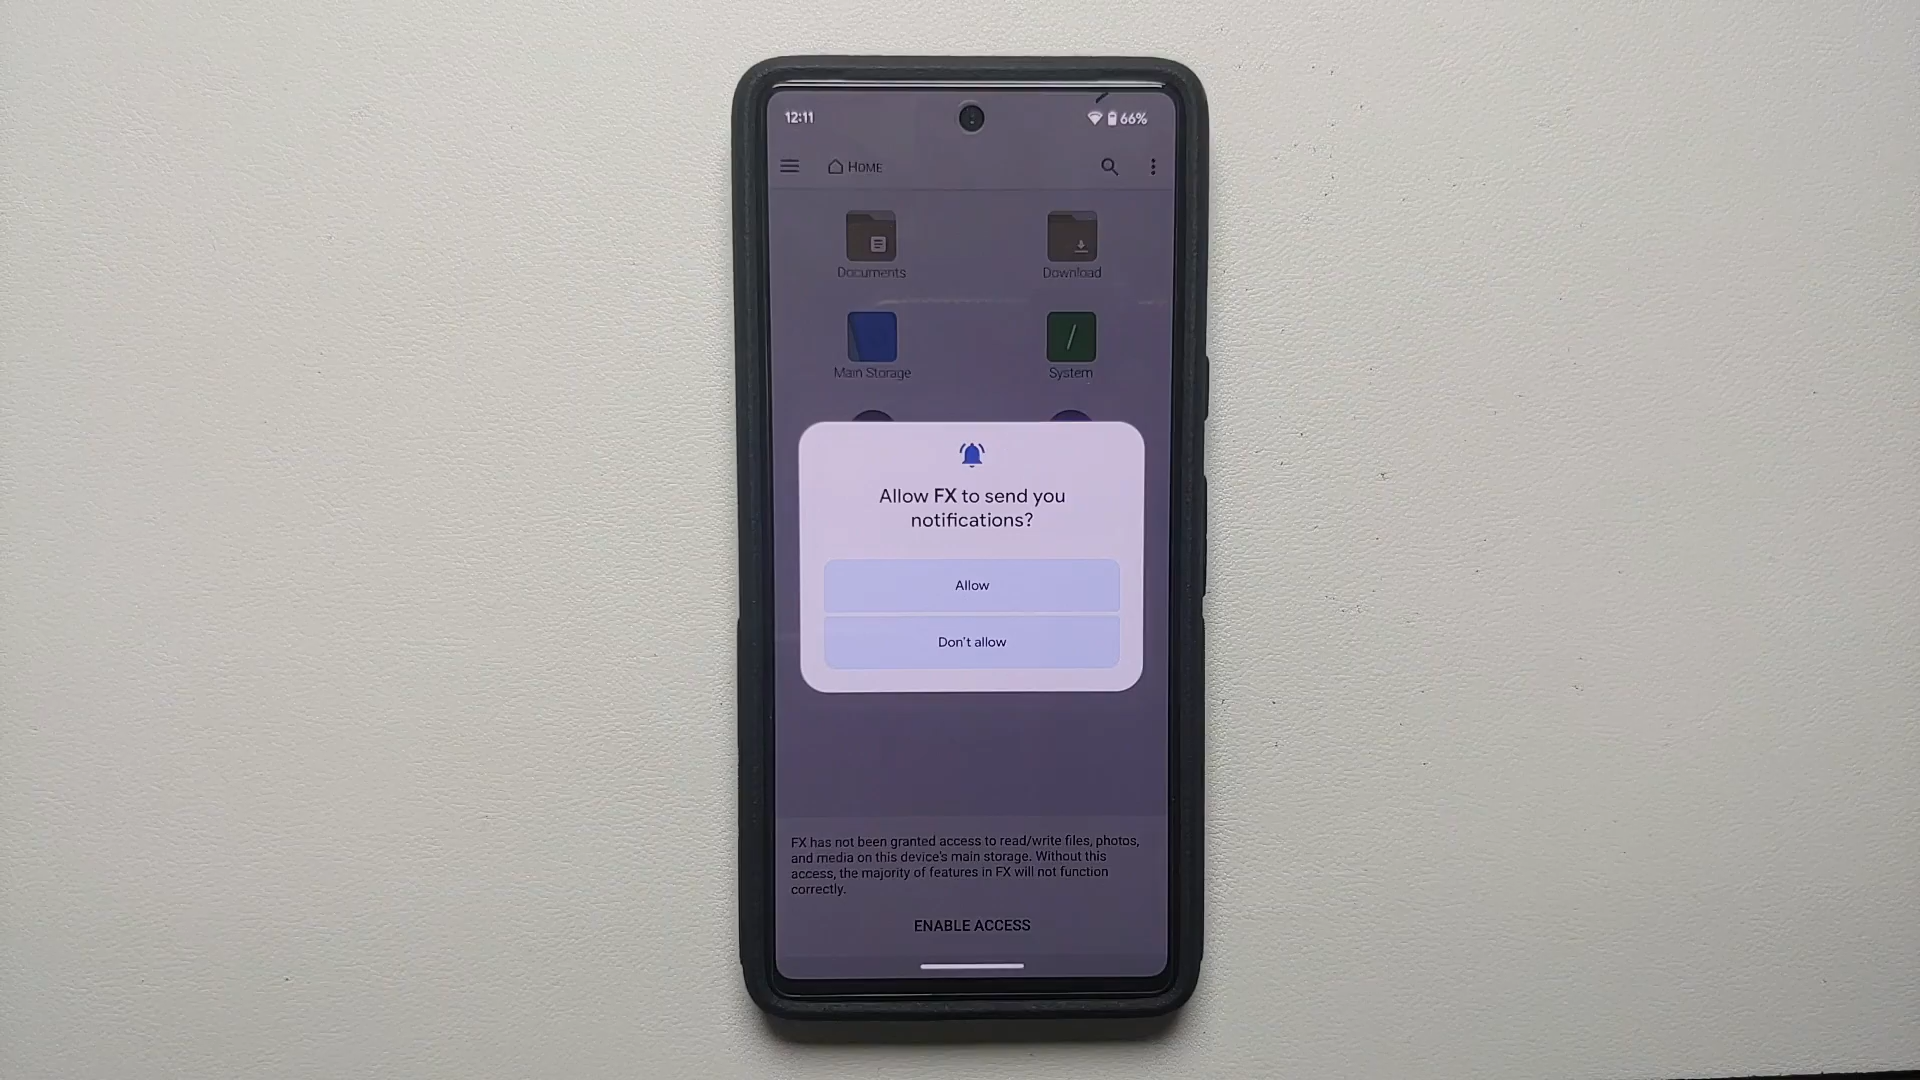 12:11
66%
HOME
Documents
Download
Main Storage
/
System
Allow FX to send you
notifications?
Allow
Don't allow
FX has not been granted access to read/write files, photos,
and media on this device's main storage. Without this
access, the majority of features in FX will not function
correctly.
ENABLE ACCESS